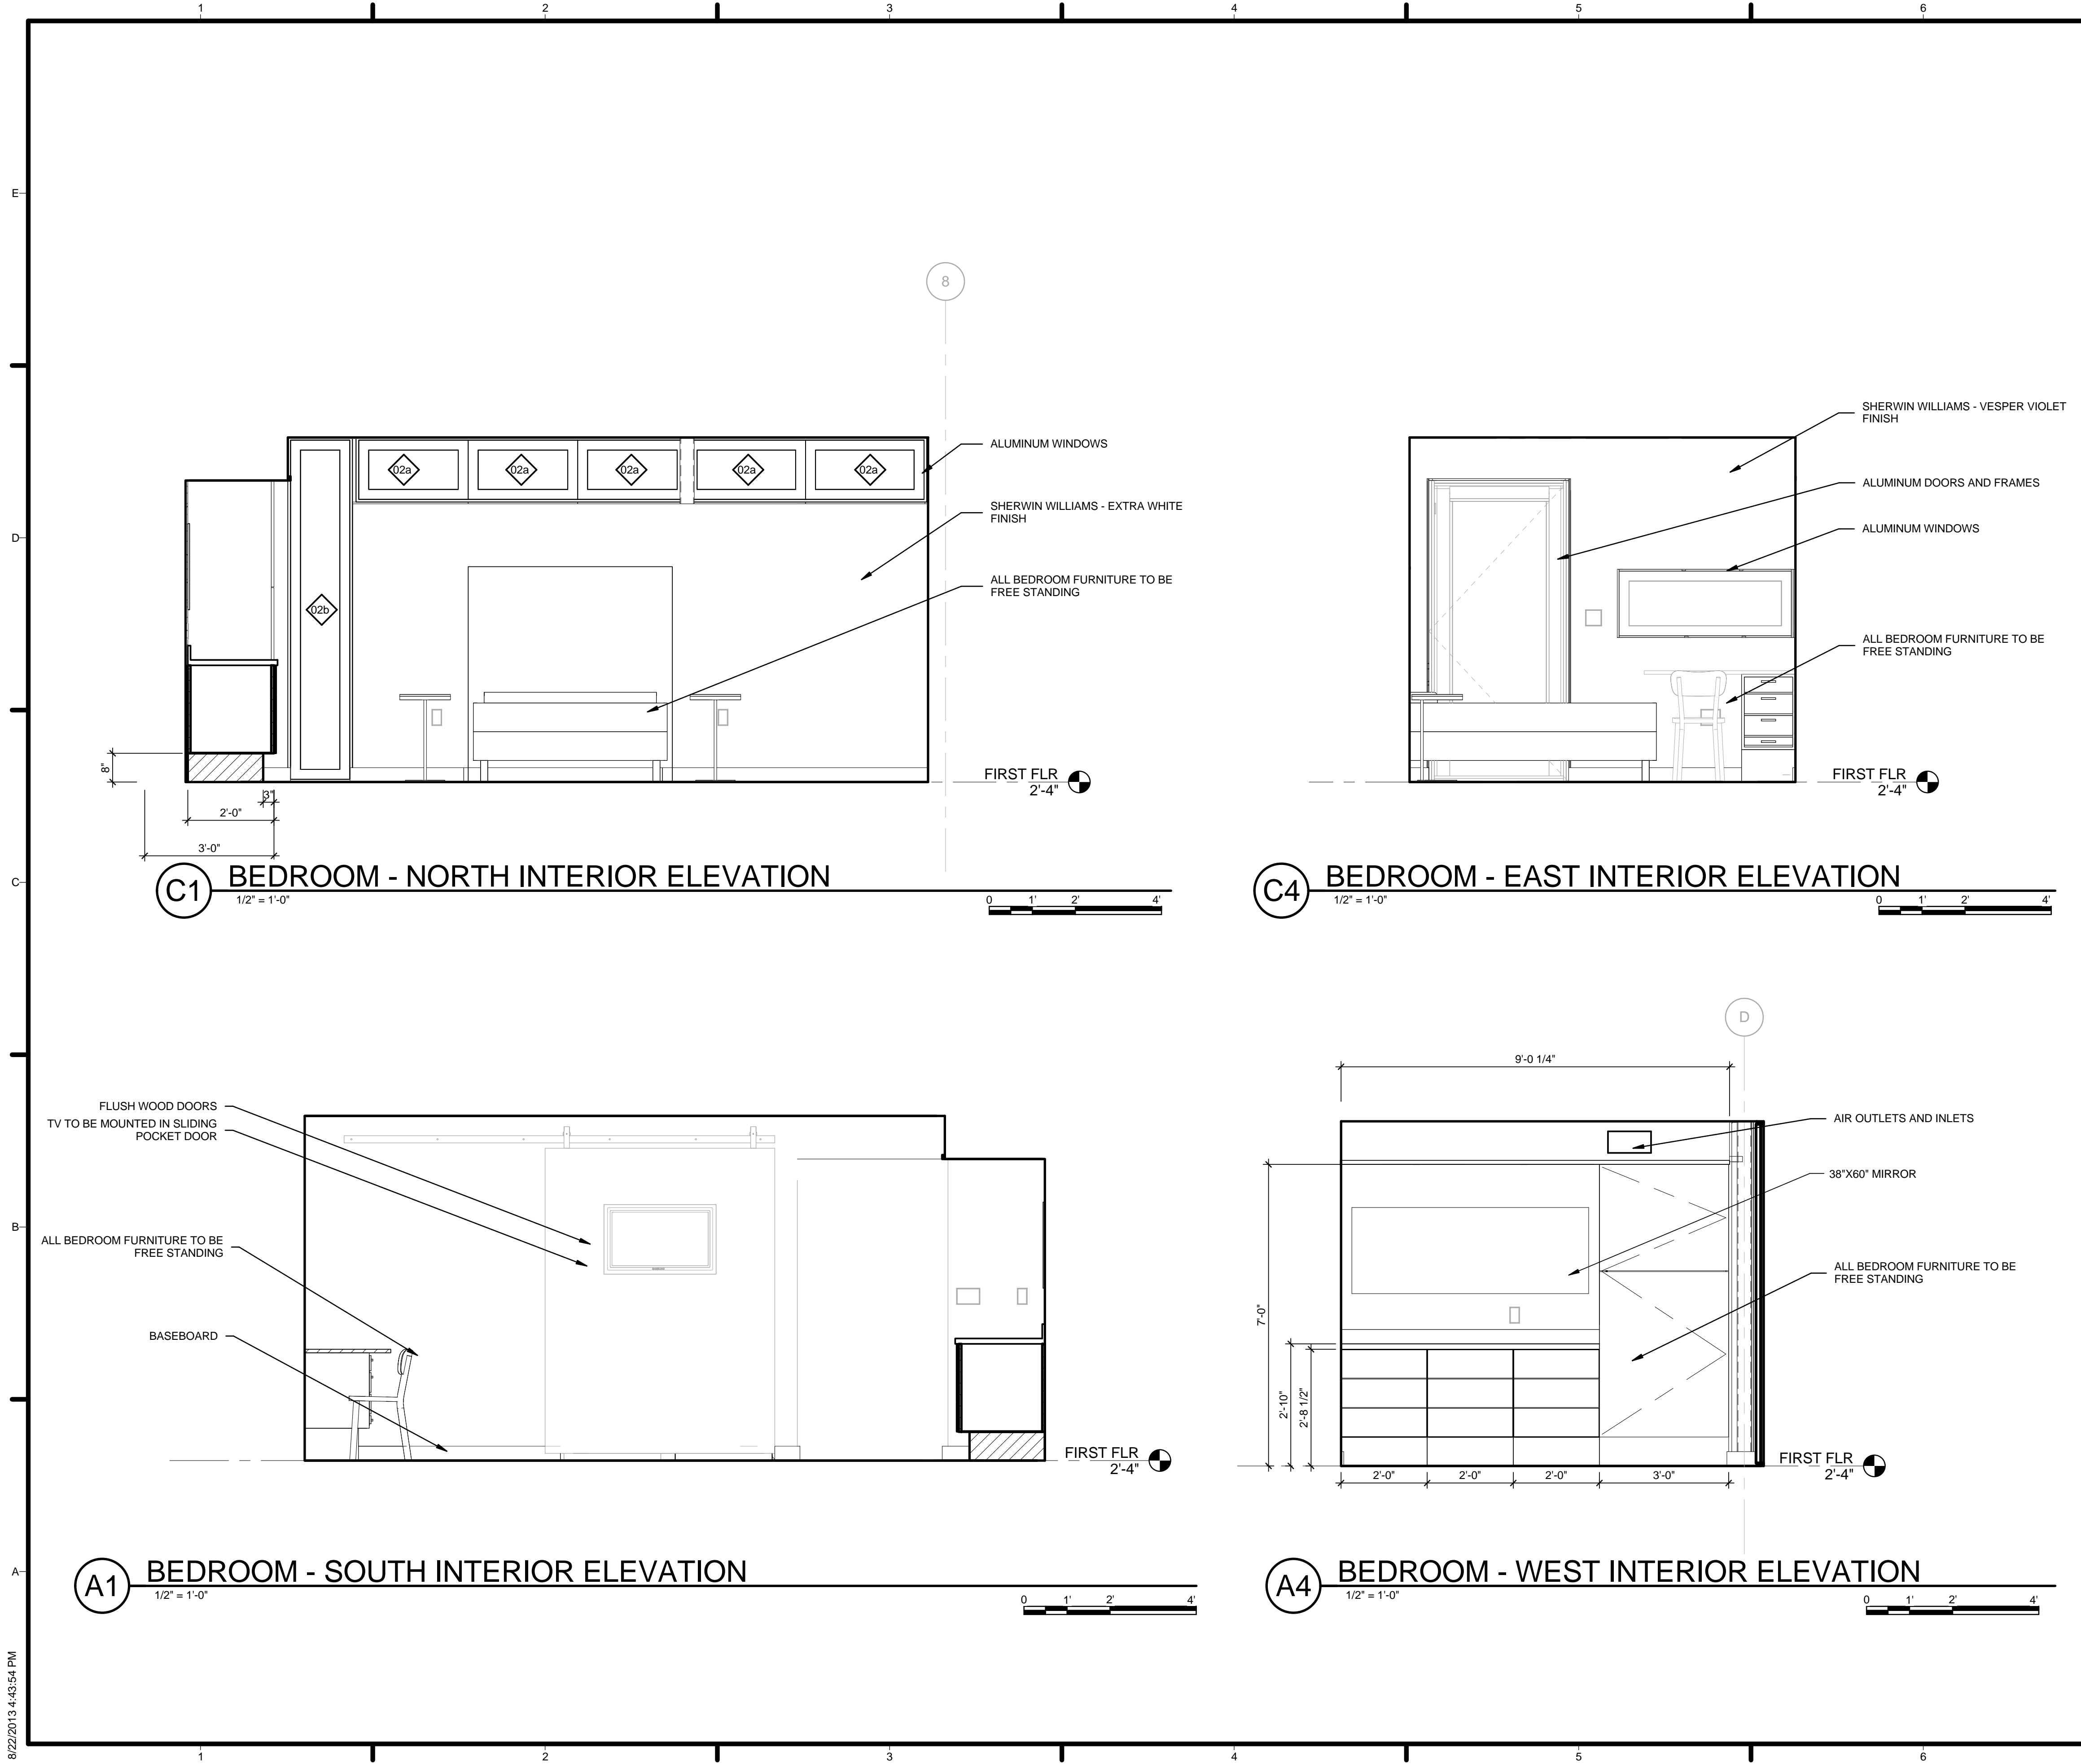 1 2 3 4 5 6
E
D
C
B
A
8
ALUMINUM WINDOWS
02a 02a 02a 02a 02a
SHERWIN WILLIAMS - EXTRA WHITE
FINISH
ALL BEDROOM FURNITURE TO BE
FREE STANDING
02b
8"
3"
2'-0"
3'-0"
FIRST FLR
2'-4"
C1 BEDROOM - NORTH INTERIOR ELEVATION
1/2" = 1'-0"
0 1' 2' 4'
SHERWIN WILLIAMS - VESPER VIOLET
FINISH
ALUMINUM DOORS AND FRAMES
ALUMINUM WINDOWS
ALL BEDROOM FURNITURE TO BE
FREE STANDING
FIRST FLR
2'-4"
C4 BEDROOM - EAST INTERIOR ELEVATION
1/2" = 1'-0"
0 1' 2' 4'
FLUSH WOOD DOORS
TV TO BE MOUNTED IN SLIDING
POCKET DOOR
ALL BEDROOM FURNITURE TO BE
FREE STANDING
BASEBOARD
FIRST FLR
2'-4"
A1 BEDROOM - SOUTH INTERIOR ELEVATION
1/2" = 1'-0"
0 1' 2' 4'
D
9'-0 1/4"
AIR OUTLETS AND INLETS
38"X60" MIRROR
ALL BEDROOM FURNITURE TO BE
FREE STANDING
7'-0"
2'-10"
2'-8 1/2"
2'-0" 2'-0" 2'-0" 3'-0"
FIRST FLR
2'-4"
A4 BEDROOM - WEST INTERIOR ELEVATION
1/2" = 1'-0"
0 1' 2' 4'
8/22/2013 4:43:54 PM
1 2 3 4 5 6